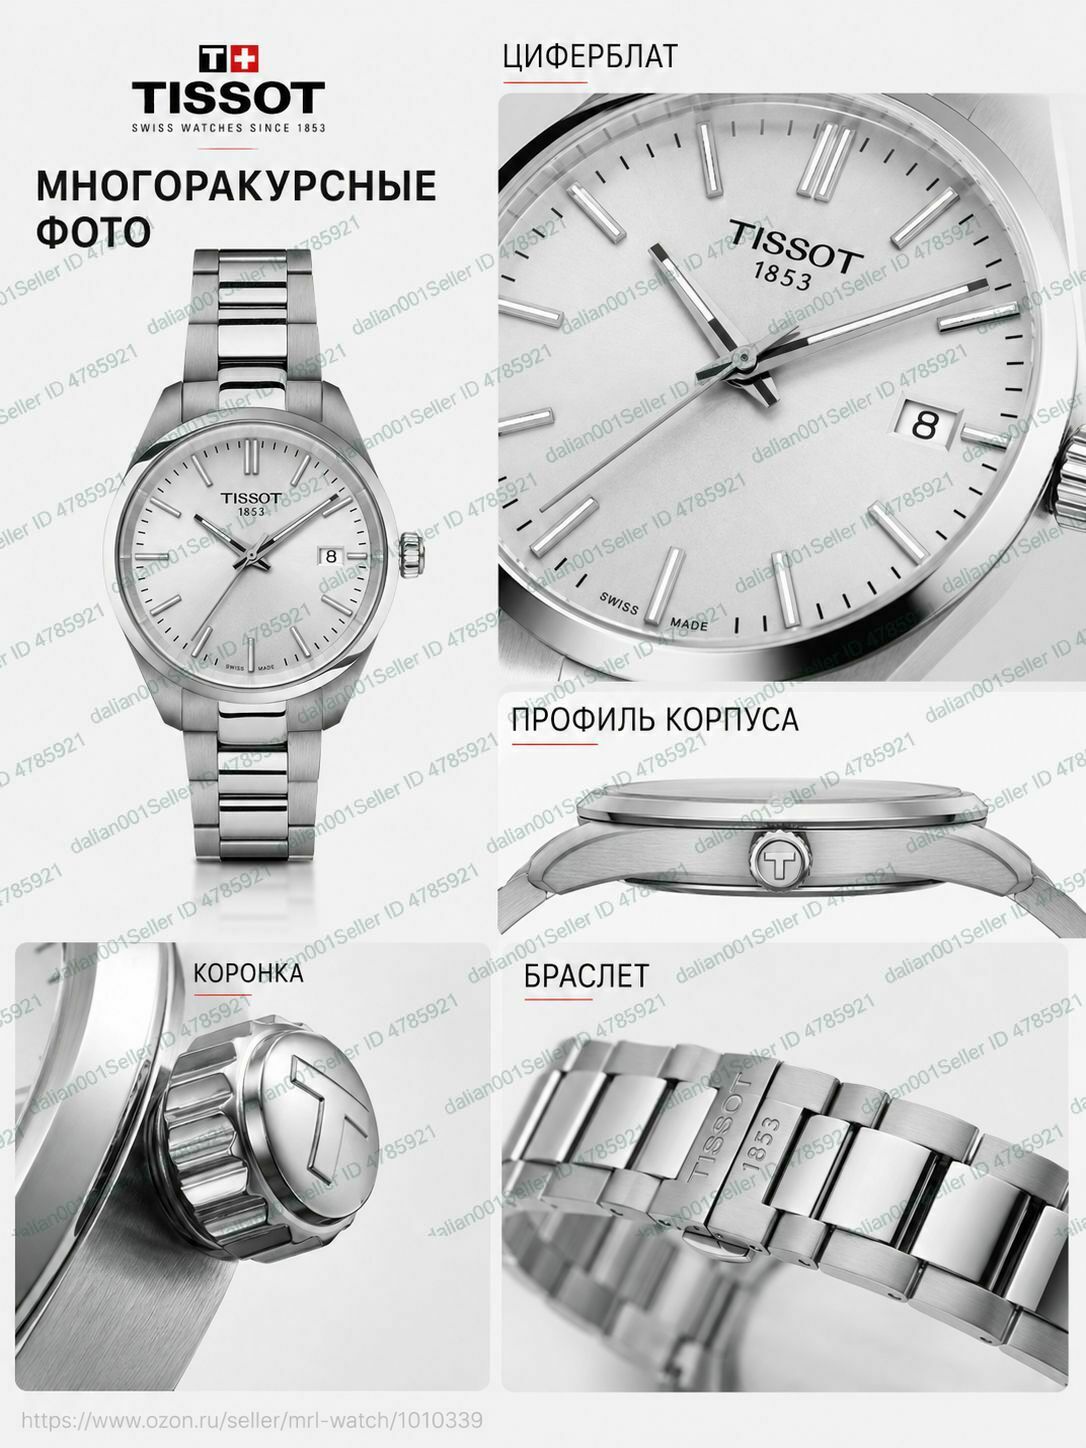 TISSOT
SWISS WATCHES SINCE 1853
МНОГОРАКУРСНЫЕ
ФОТО
TISSOT
1853
8
SWISS MADE
ЦИФЕРБЛАТ
TISSOT
1853
8
SWISS MADE
ПРОФИЛЬ КОРПУСА
T
КОРОНКА
T
БРАСЛЕТ
TISSOT
1853
dalian001Seller ID 4785921
https://www.ozon.ru/seller/mrl-watch/1010339